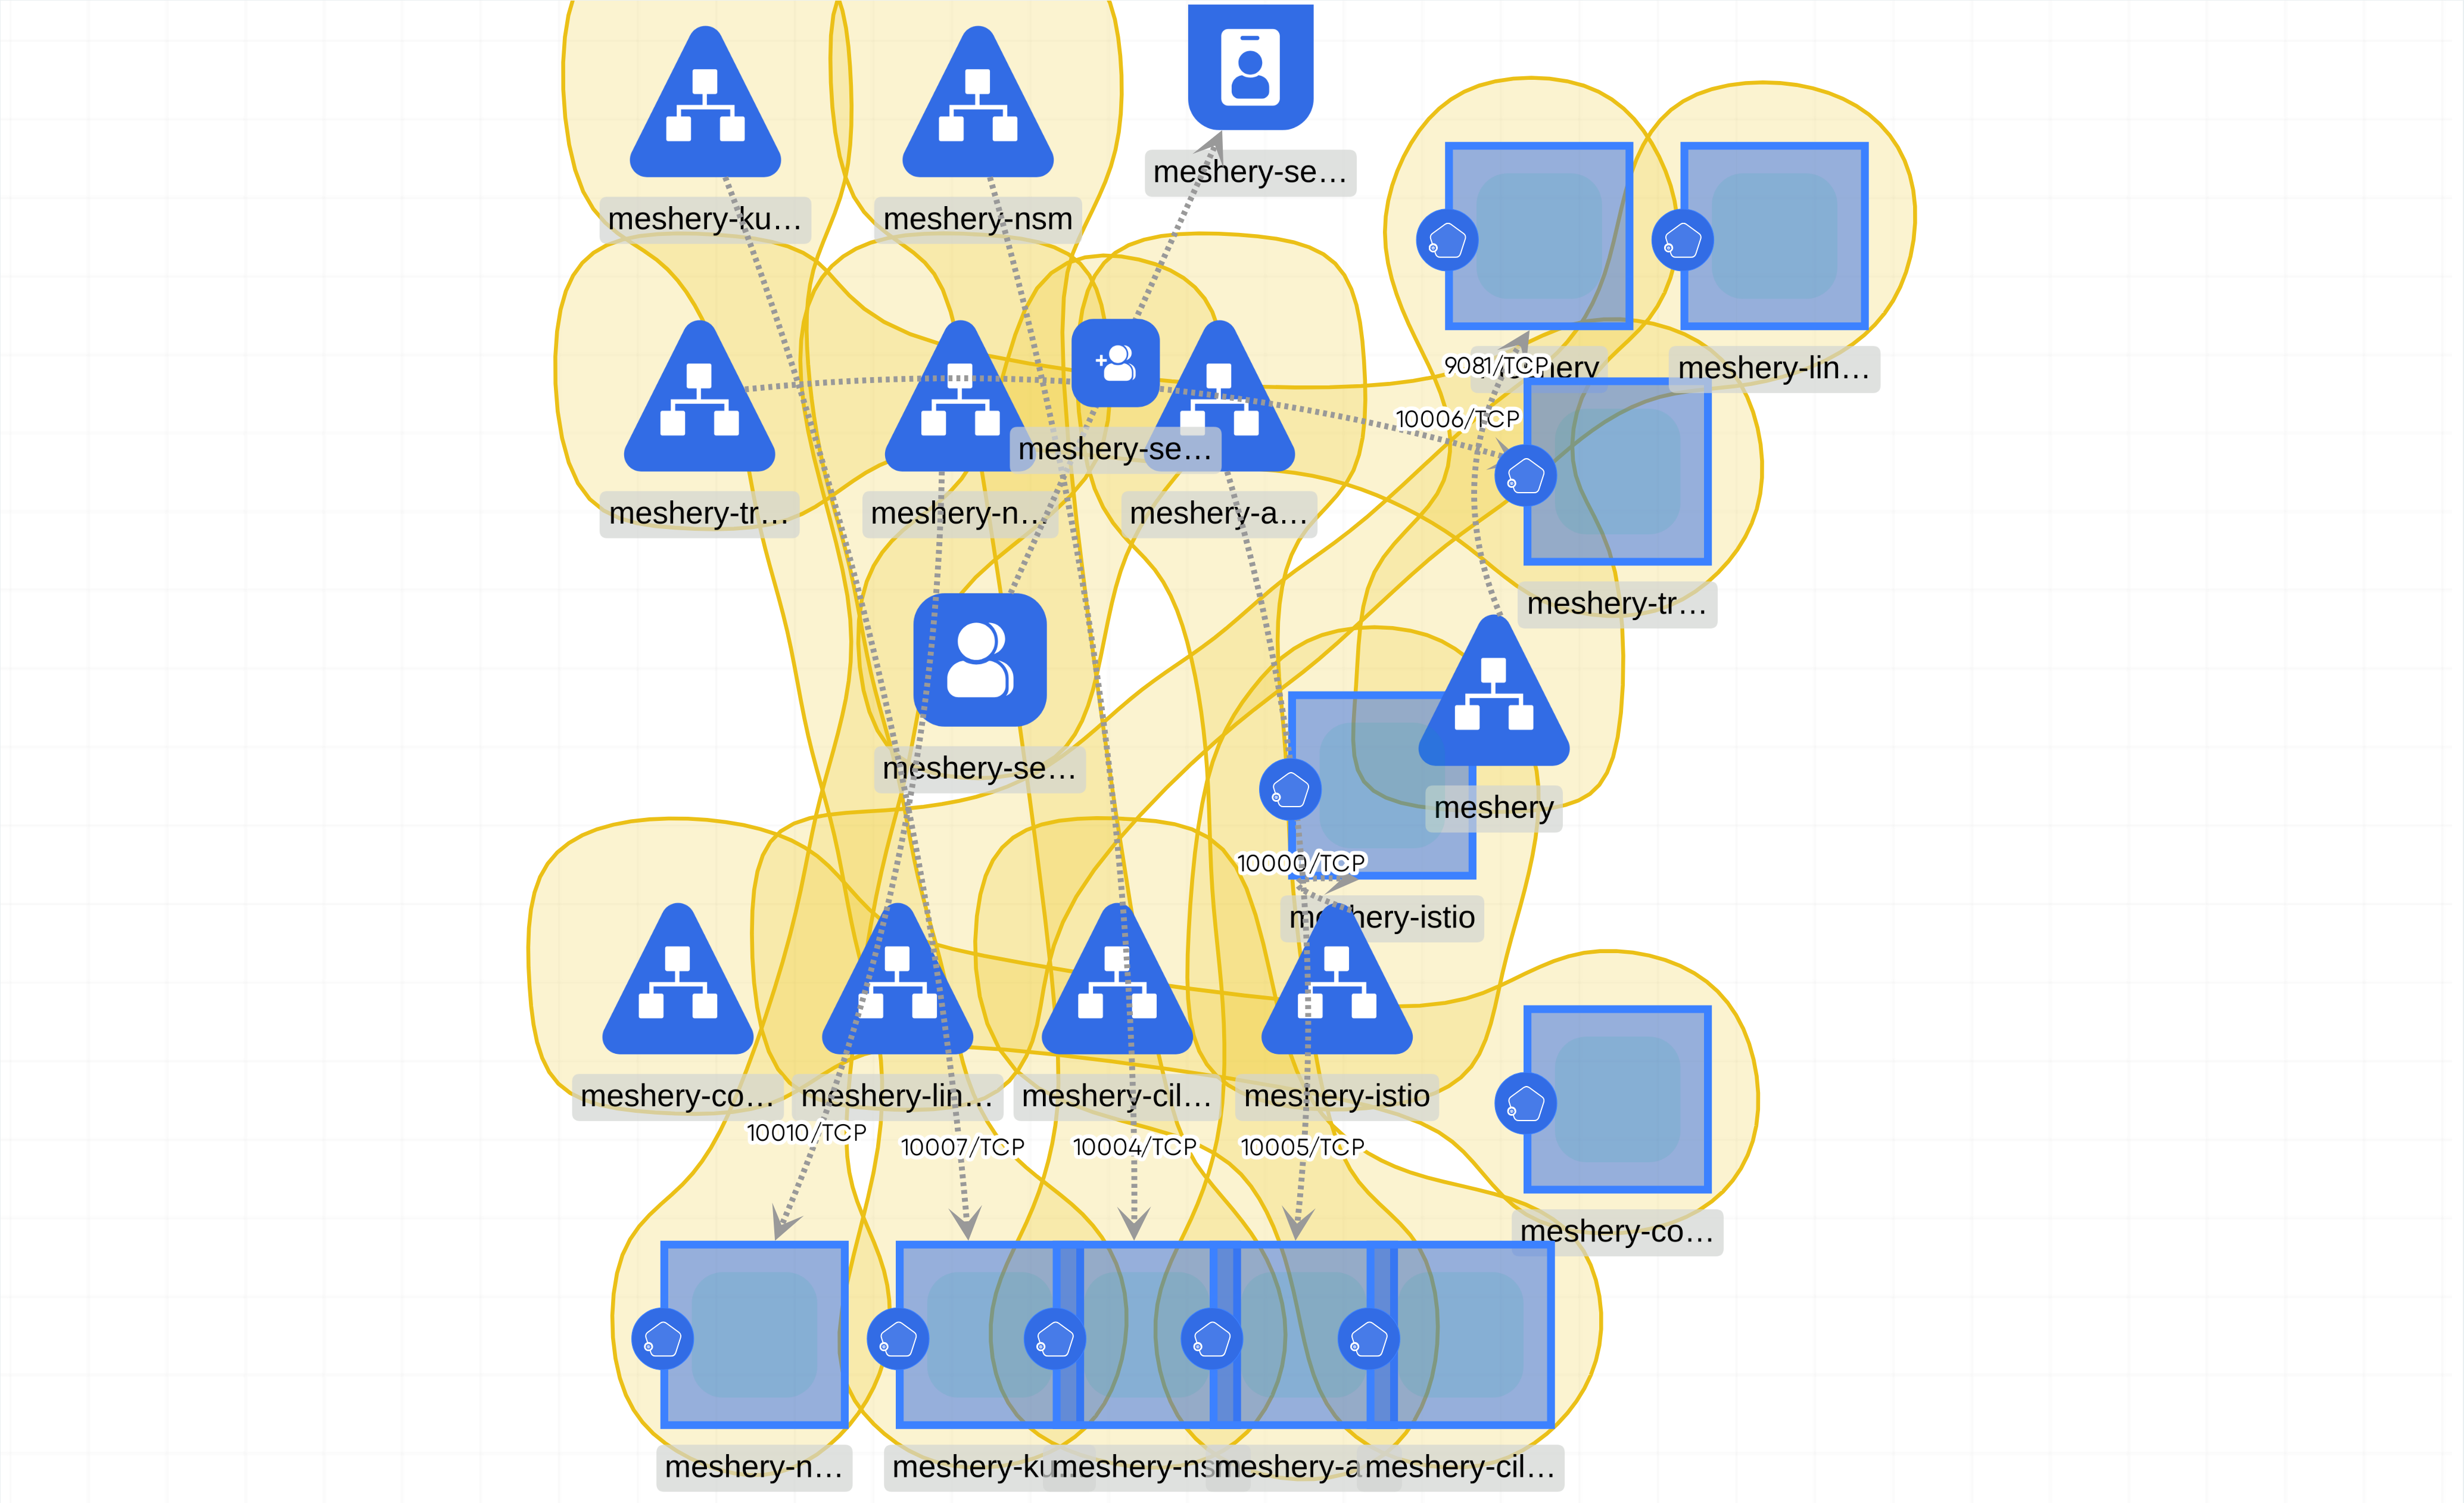 meshery-se…
meshery-ku…
meshery-nsm
9081/TCP
meshery-lin…
10006/TCP
meshery-se…
meshery-tr…
meshery-n…
meshery-a…
meshery-tr…
meshery-se…
meshery
10000/TCP
meshery-istio
meshery-co…
meshery-lin…
meshery-cil…
meshery-istio
10010/TCP
10007/TCP
10004/TCP
10005/TCP
meshery-co…
meshery-n…
meshery-ku…
meshery-nsm
meshery-a
meshery-cil…